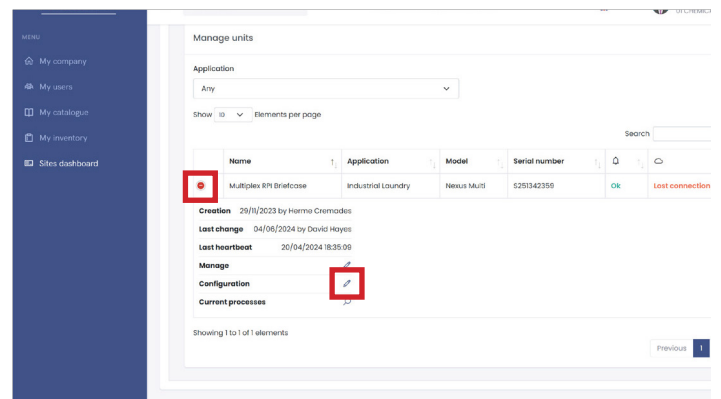 Manage units
MENU
My company
My users
My catalogue
My inventory
Sites dashboard
Application
Any
Show 10 Elements per page
Search
Name Application Model Serial number
Multiplex RPI Briefcase Industrial Laundry Nexus Multi S251342359 Ok Lost connection
Creation 29/11/2023 by Herme Cremades
Last change 04/06/2024 by David Hayes
Last heartbeat 20/04/2024 18:35:09
Manage
Configuration
Current processes
Showing 1 to 1 of 1 elements
Previous 1